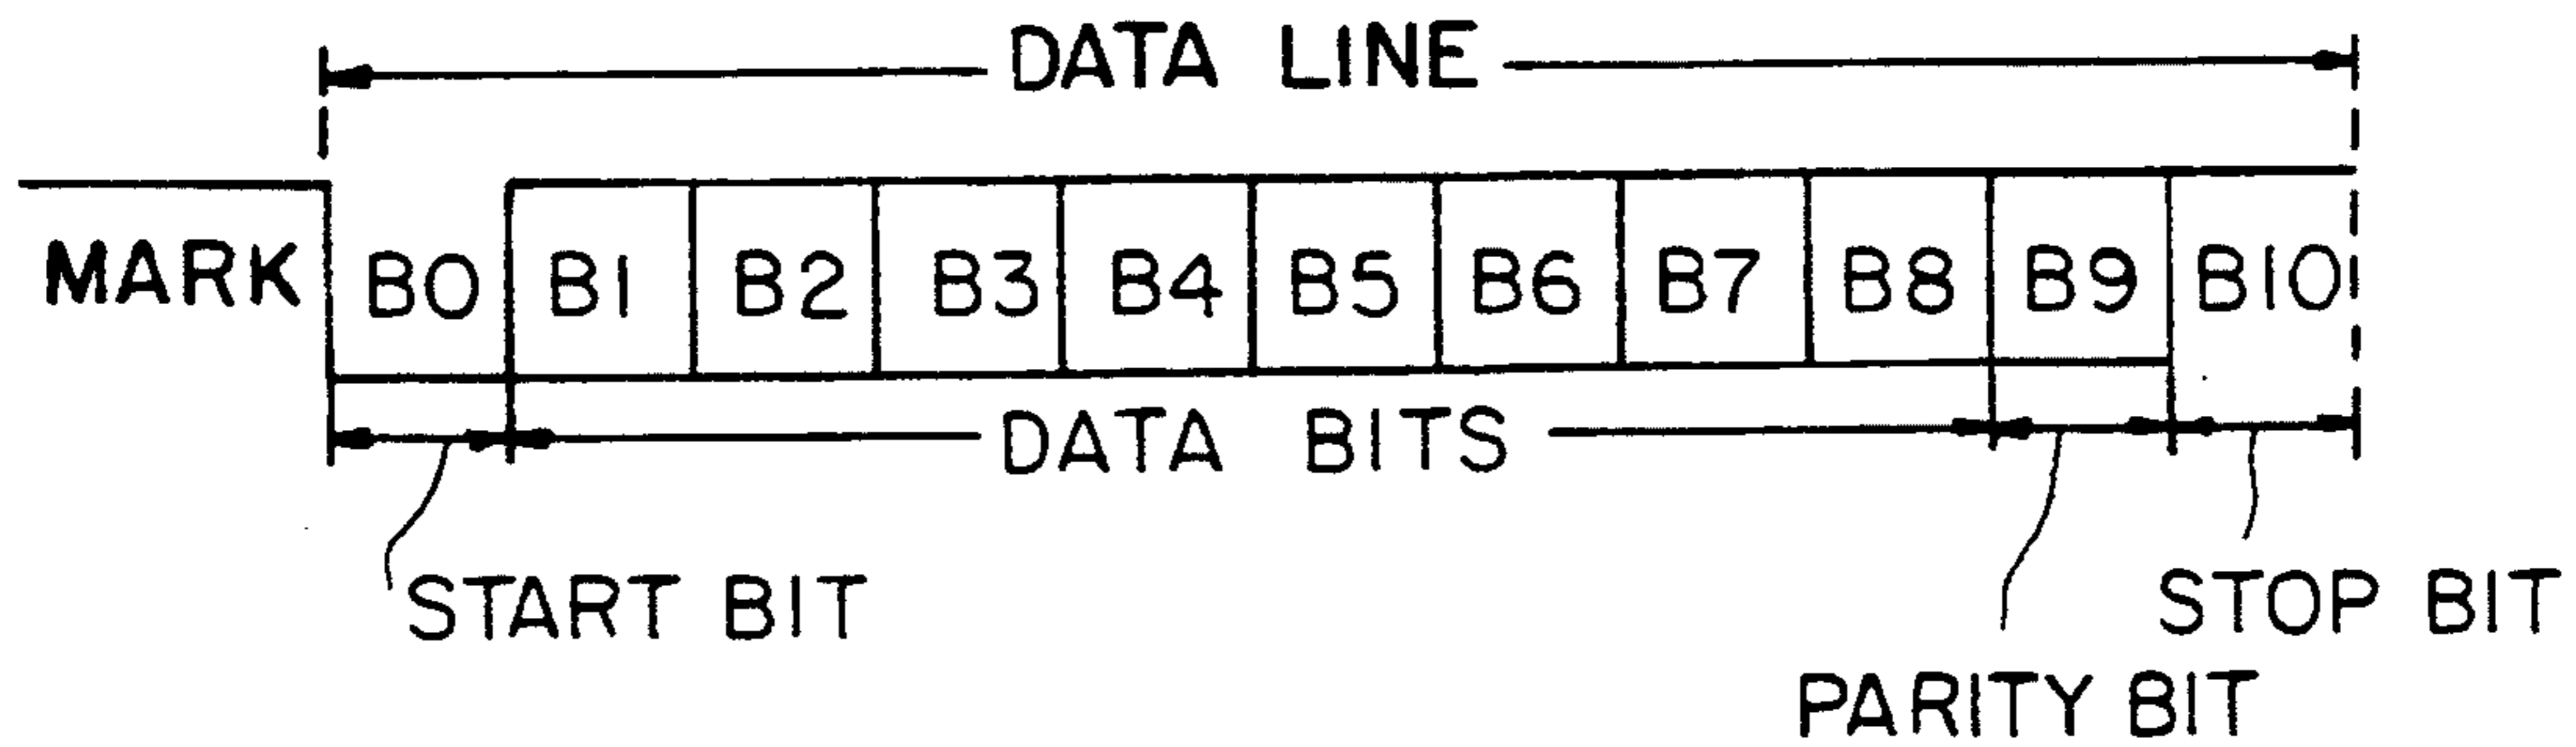 DATA LINE
MARK B0 B1 B2 B3 B4 B5 B6 B7 B8 B9 B10
DATA BITS
START BIT
STOP BIT
PARITY BIT